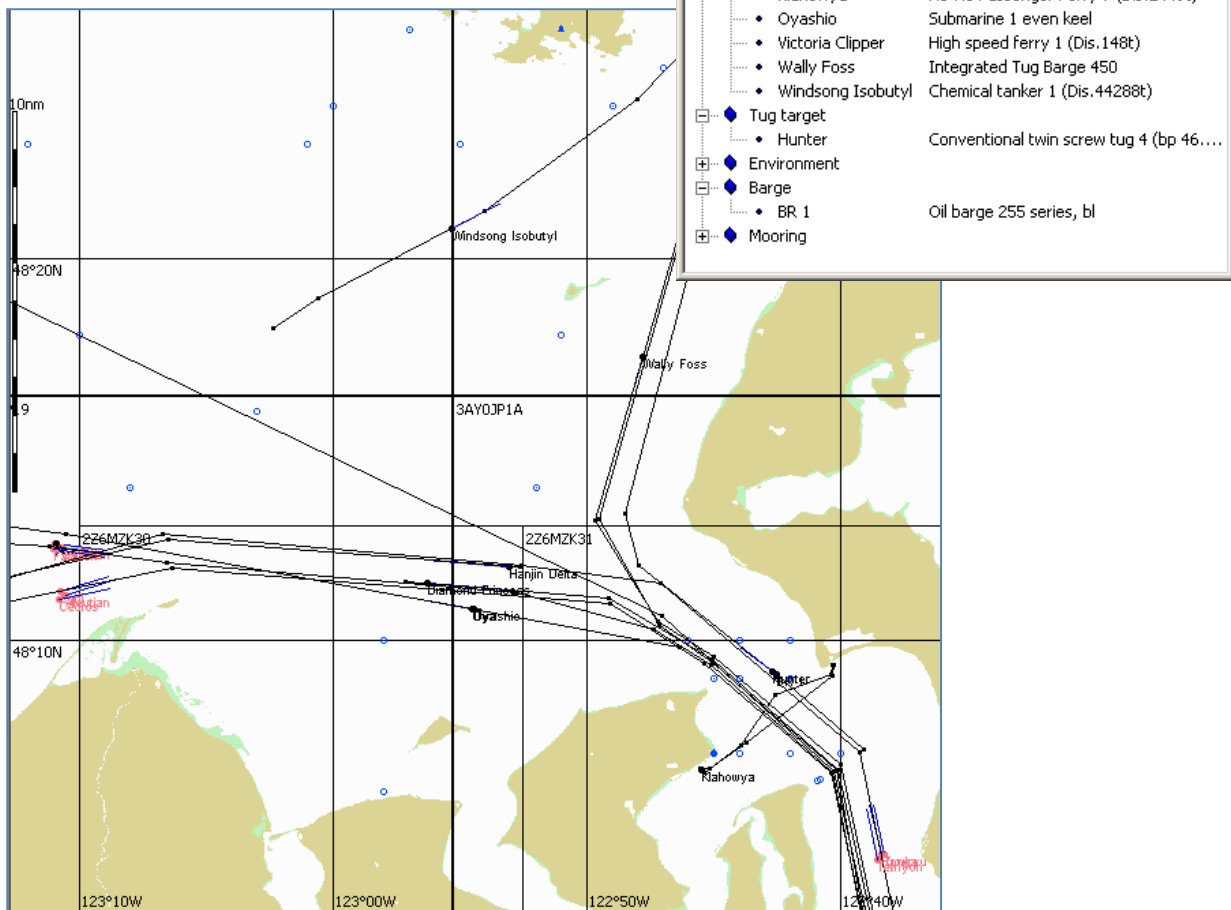 Oyashio Submarine 1 even keel
Victoria Clipper High speed ferry 1 (Dis.148t)
Wally Foss Integrated Tug Barge 450
Windsong Isobutyl Chemical tanker 1 (Dis.44288t)
Tug target
Hunter Conventional twin screw tug 4 (bp 46....
Environment
Barge
BR 1 Oil barge 255 series, bl
Mooring
10nm
Windsong Isobutyl
48°20N
Wally Foss
3AY0JP1A
2Z6MZK30
2Z6MZK31
Hanjin Delta
Diamond Princess
Oyashio
48°10N
Hunter
Klahowya
123°10W
123°00W
122°50W
122°40W